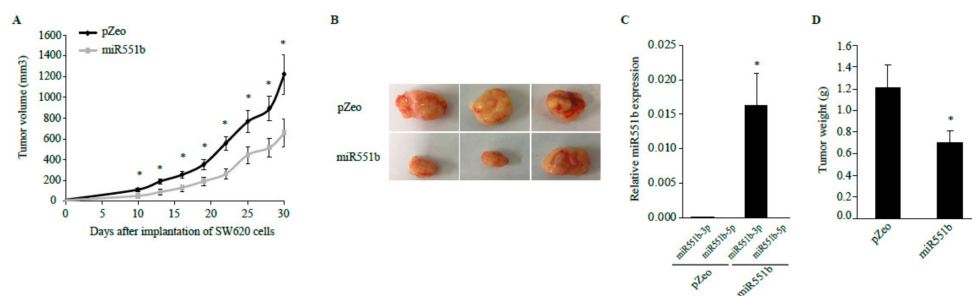 A
pZeo
miR551b
Tumor volume (mm3)
1600
1400
1200
1000
800
600
400
200
0
* * * * * * * *
0 5 10 15 20 25 30
Days after implantation of SW620 cells
B
pZeo
miR551b
C
Relative miR551b expression
0.025
0.020
0.015
0.010
0.005
0.000
*
miR551b-3p
miR551b-5p
miR551b-3p
miR551b-5p
pZeo
miR551b
D
Tumor weight (g)
1.6
1.4
1.2
1.0
0.8
0.6
0.4
0.2
0.0
*
pZeo
miR551b